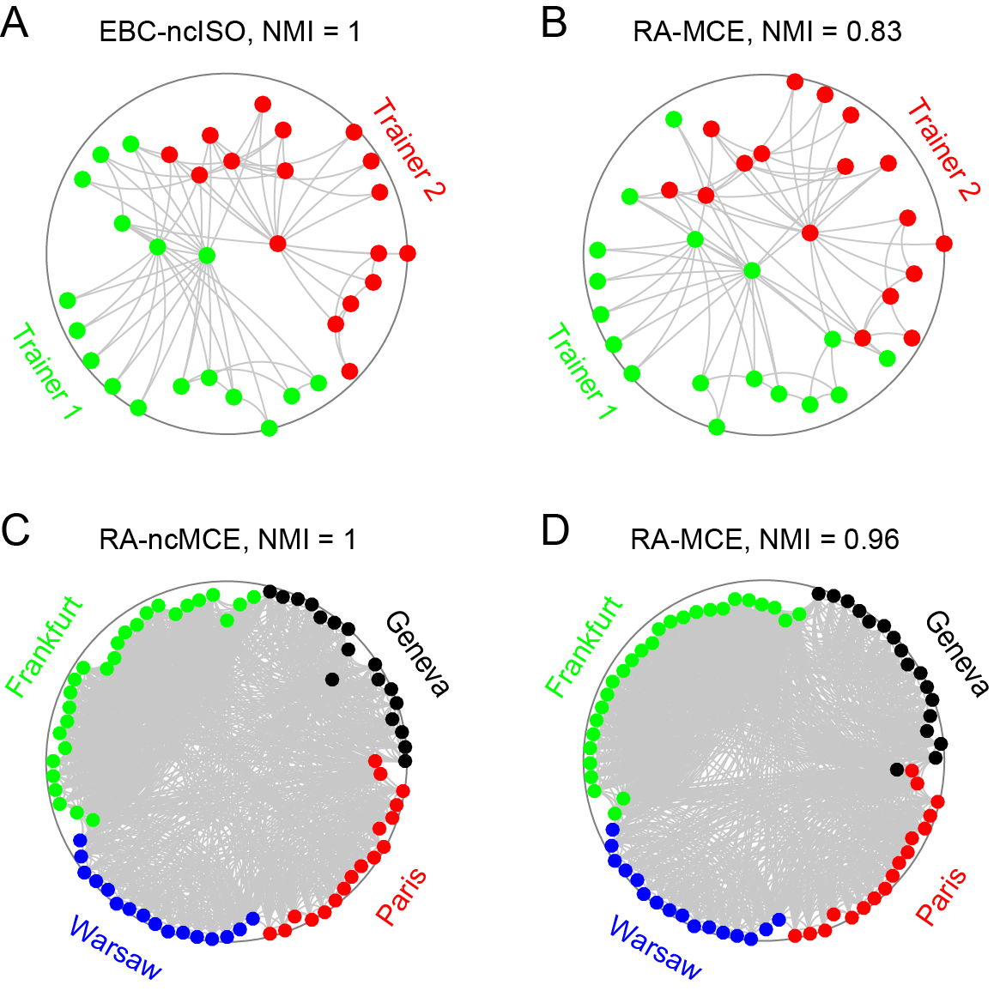 A
EBC-ncISO, NMI = 1
B
RA-MCE, NMI = 0.83
Trainer 2
Trainer 1
Trainer 2
Trainer 1
C
RA-ncMCE, NMI = 1
D
RA-MCE, NMI = 0.96
Frankfurt
Geneva
Warsaw
Paris
Frankfurt
Geneva
Warsaw
Paris